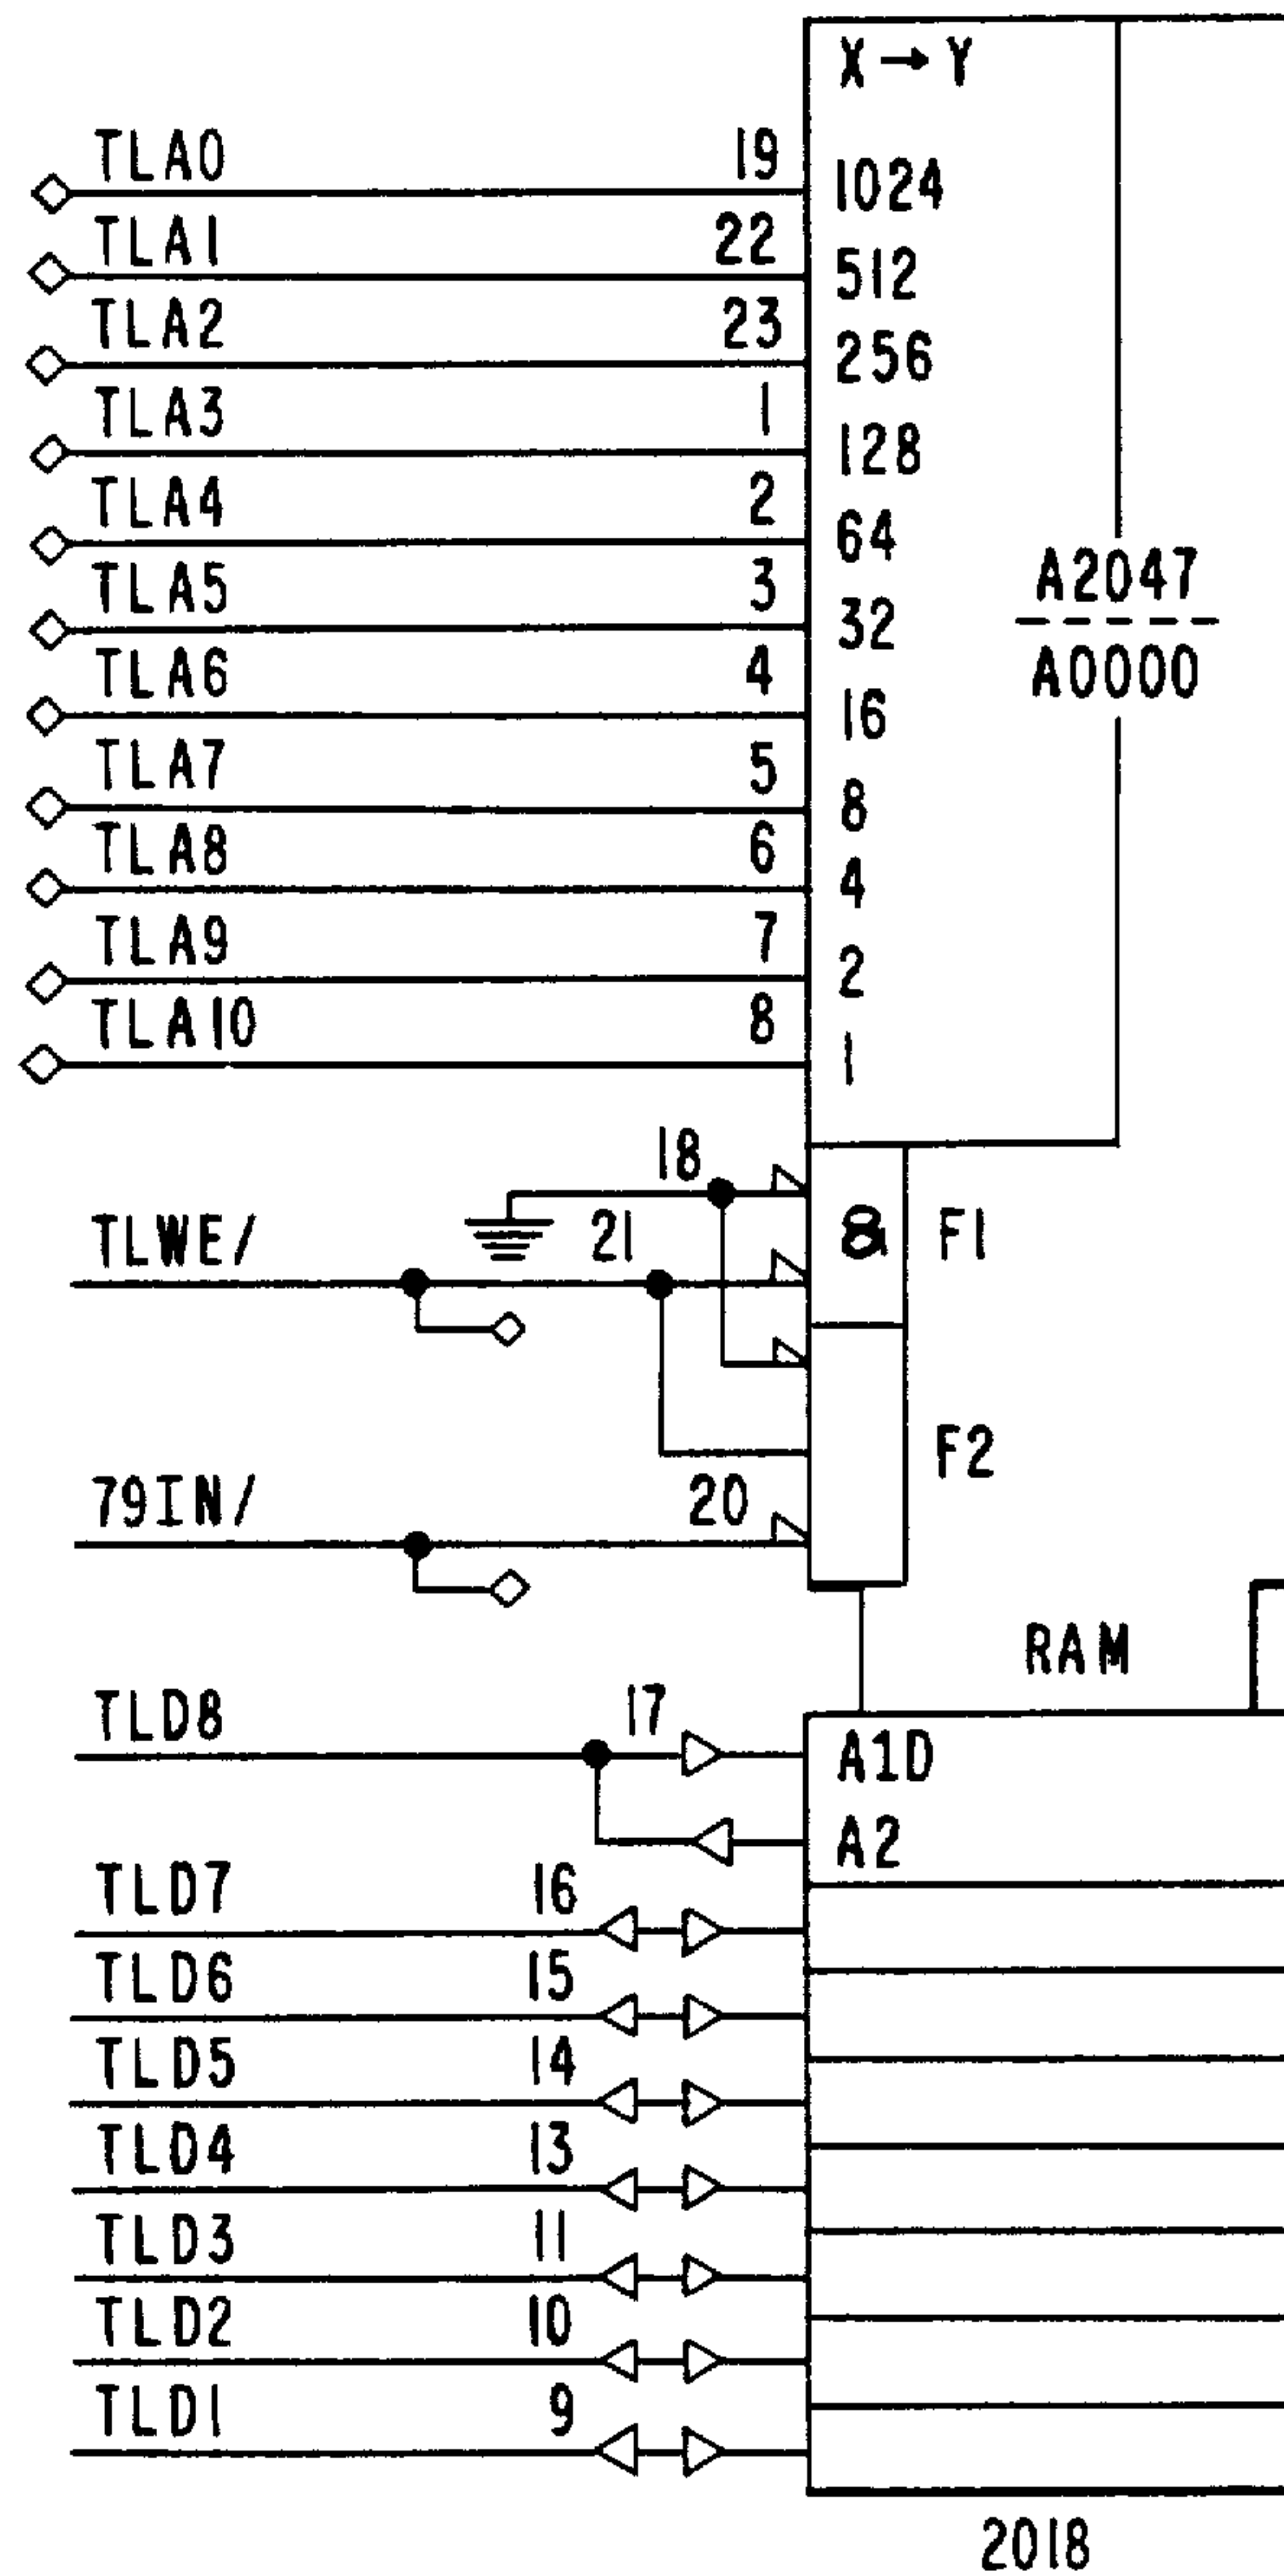 X → Y
TLA0 19 1024
TLA1 22 512
TLA2 23 256
TLA3 1 128
TLA4 2 64
A2047
TLA5 3 32
A0000
TLA6 4 16
TLA7 5 8
TLA8 6 4
TLA9 7 2
TLA10 8 1
18
TLWE/ 21 & F1
F2
79IN/ 20
RAM
TLD8 17 A1D
A2
TLD7 16
TLD6 15
TLD5 14
TLD4 13
TLD3 11
TLD2 10
TLD1 9
2018